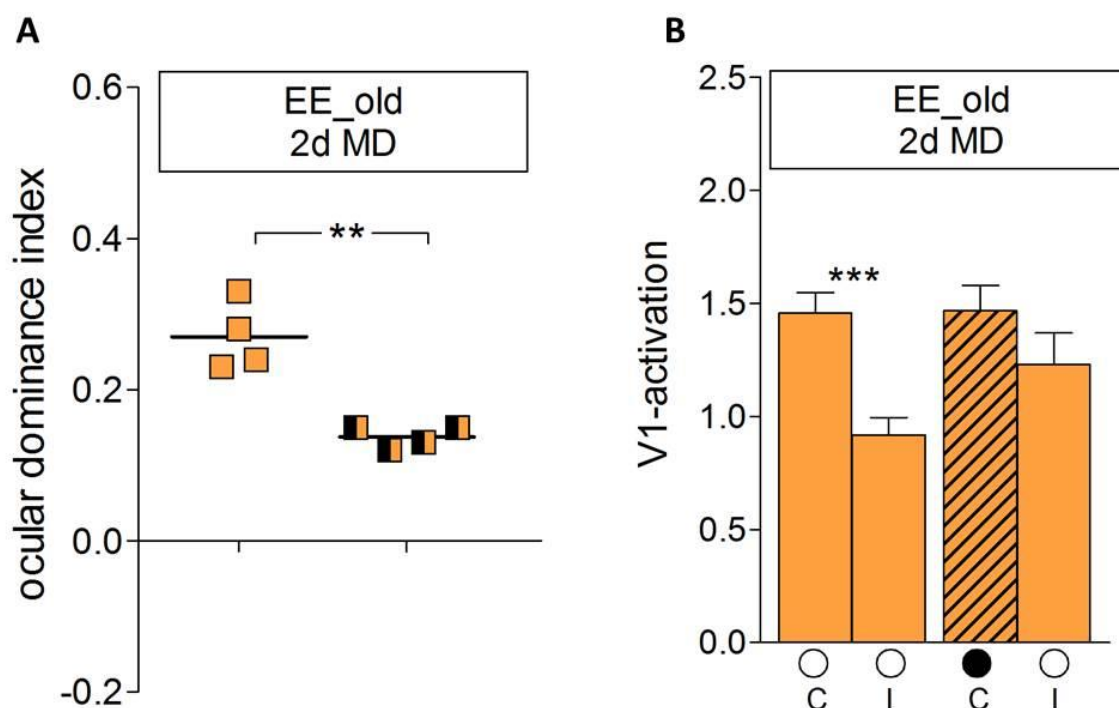 A
ocular dominance index
0.6
0.4
0.2
0.0
-0.2
EE_old
2d MD
**
B
V1-activation
2.5
2.0
1.5
1.0
0.5
0.0
EE_old
2d MD
***
C I C I